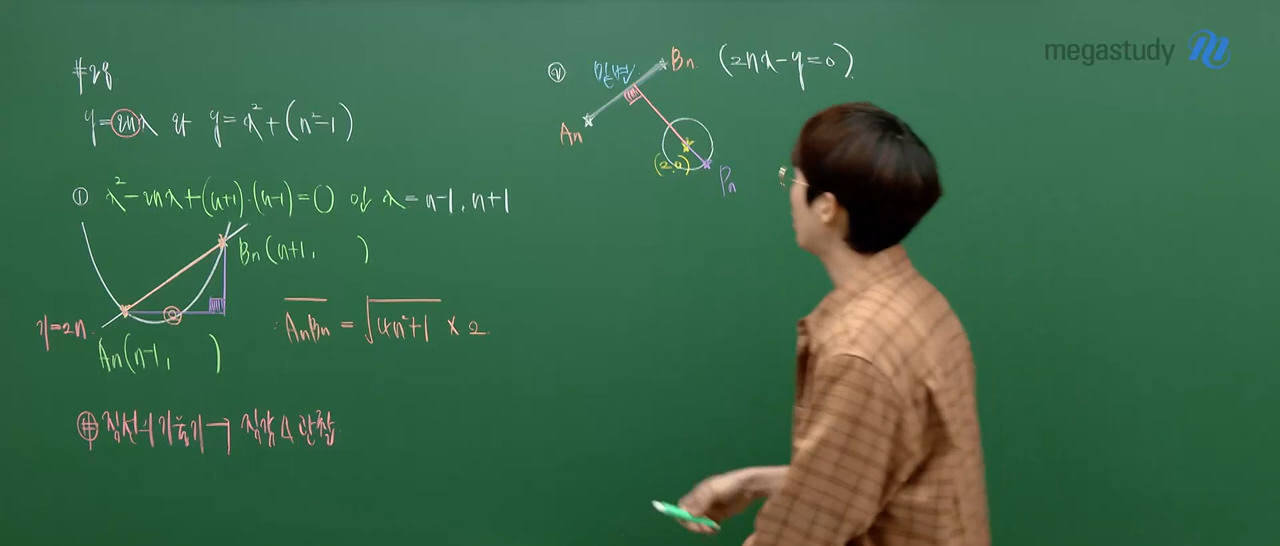 #28
y=2nx 와 y=x²+(n²-1)
① x²-2nx+(n+1)·(n-1)=0 에서 x=n-1, n+1
Bn(n+1, )
기=2n
An(n-1, )
∴ AnBn = √4n²+1 × 2
# 직선의 기울기 → 직각△ 관찰
② 밑변 Bn (2nx-y=0)
An
(2,0)
Pn
megastudy